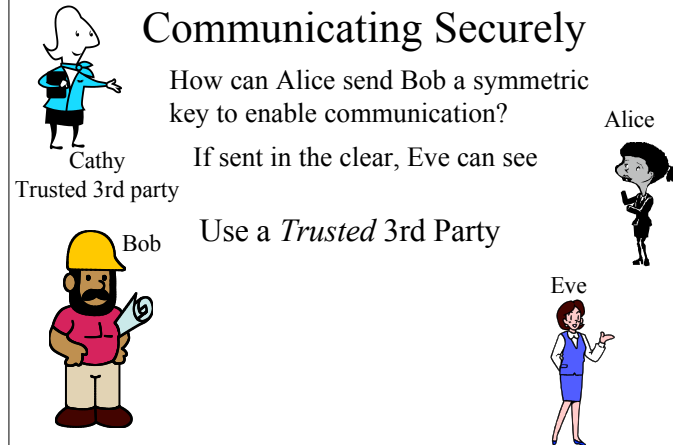 Communicating Securely
How can Alice send Bob a symmetric
key to enable communication?
Alice
If sent in the clear, Eve can see
Cathy
Trusted 3rd party
Use a Trusted 3rd Party
Bob
Eve